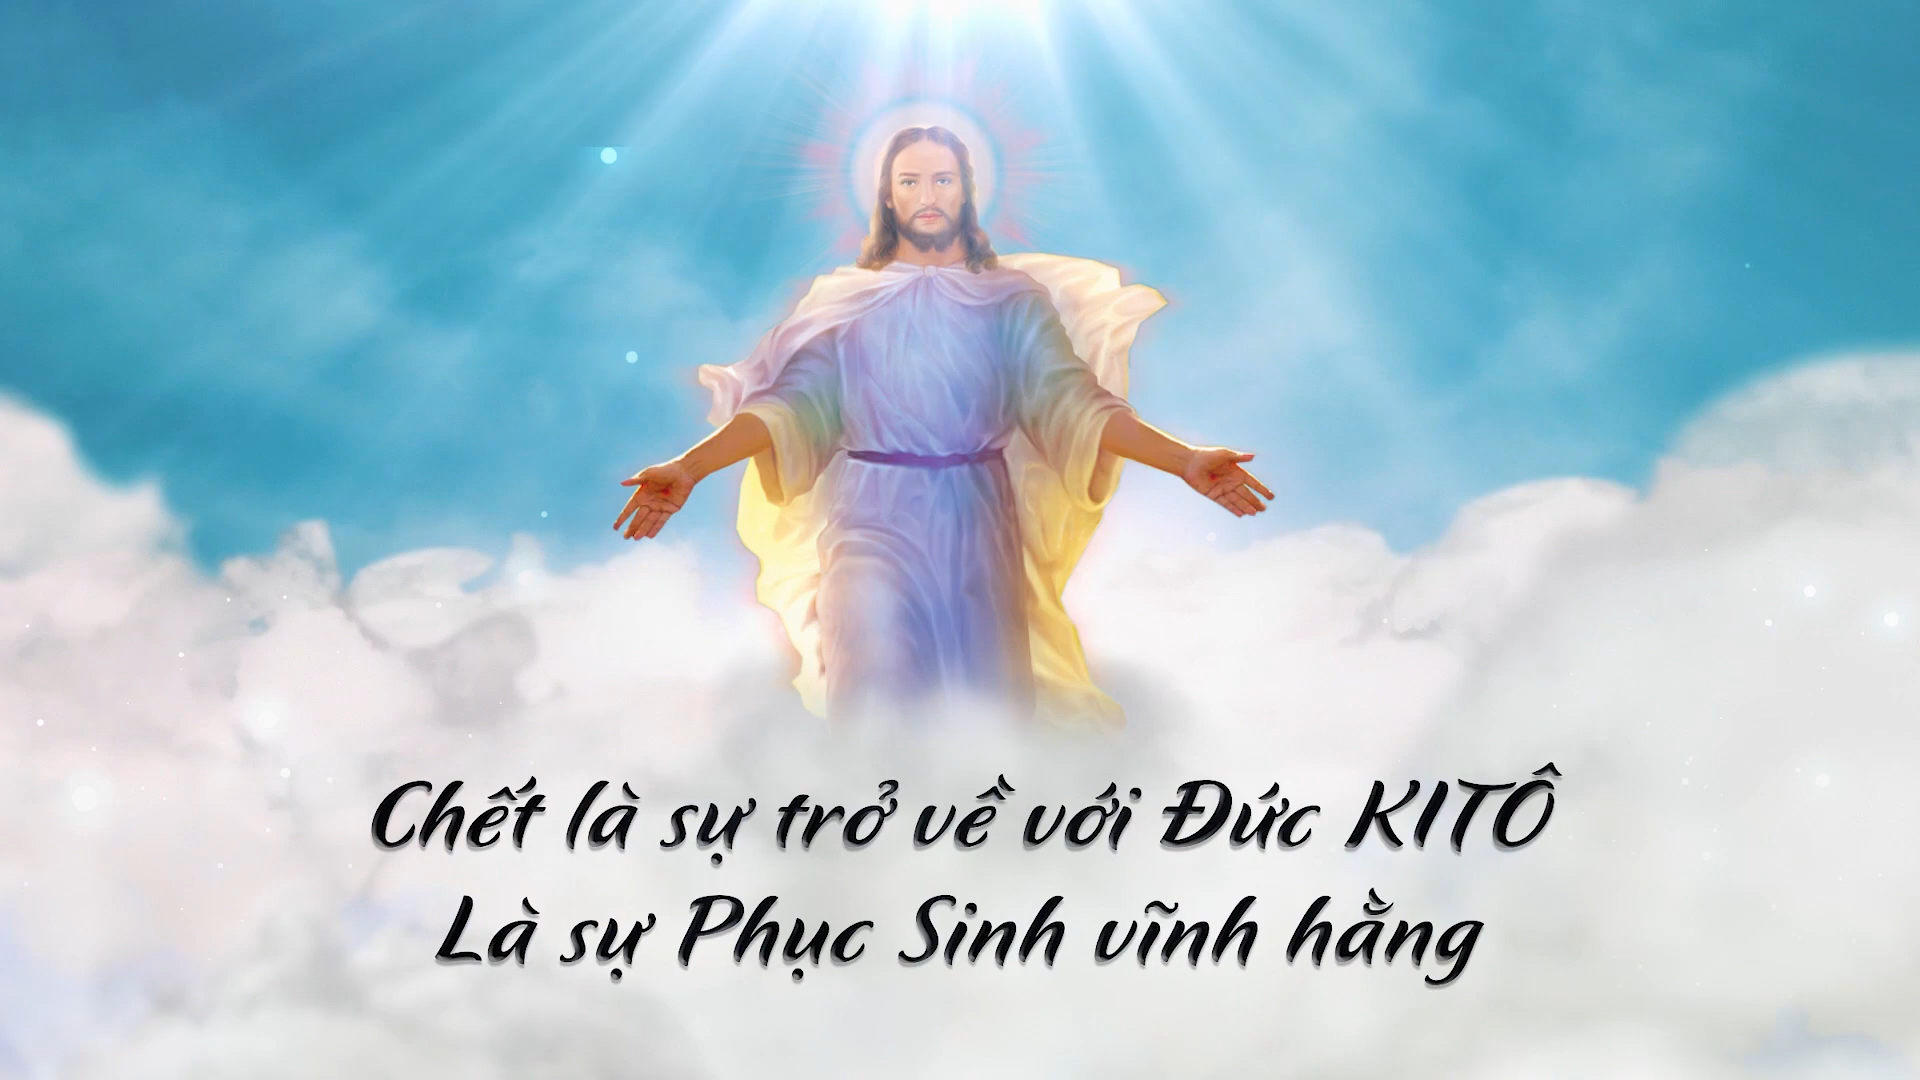 Chết là sự trở về với Đức KITÔ
Là sự Phục Sinh vĩnh hằng